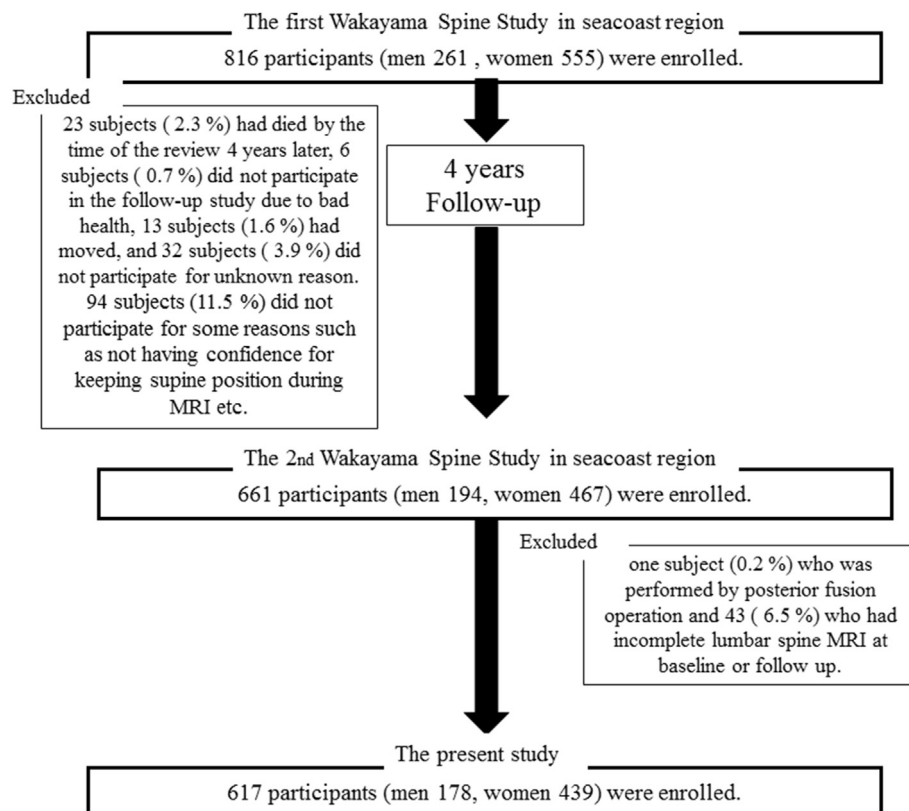 The first Wakayama Spine Study in seacoast region
816 participants (men 261 , women 555) were enrolled.
Excluded
23 subjects ( 2.3 %) had died by the
time of the review 4 years later, 6
subjects ( 0.7 %) did not participate
in the follow-up study due to bad
health, 13 subjects (1.6 %) had
moved, and 32 subjects ( 3.9 %) did
not participate for unknown reason.
94 subjects (11.5 %) did not
participate for some reasons such
as not having confidence for
keeping supine position during
MRI etc.
4 years
Follow-up
The 2nd Wakayama Spine Study in seacoast region
661 participants (men 194, women 467) were enrolled.
Excluded
one subject (0.2 %) who was
performed by posterior fusion
operation and 43 ( 6.5 %) who had
incomplete lumbar spine MRI at
baseline or follow up.
The present study
617 participants (men 178, women 439) were enrolled.